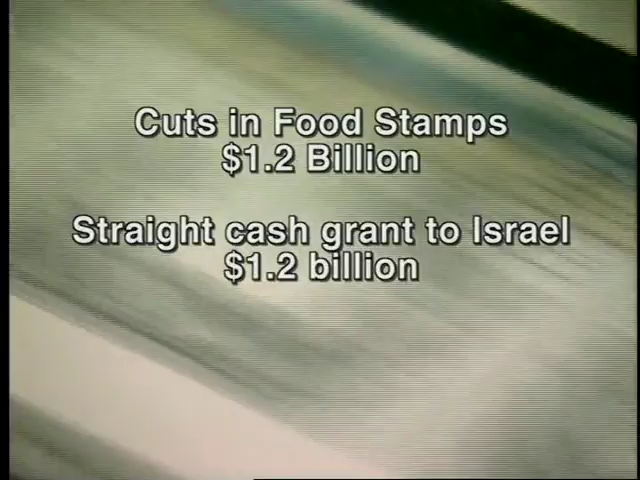 Cuts in Food Stamps
$1.2 Billion
Straight cash grant to Israel
$1.2 billion